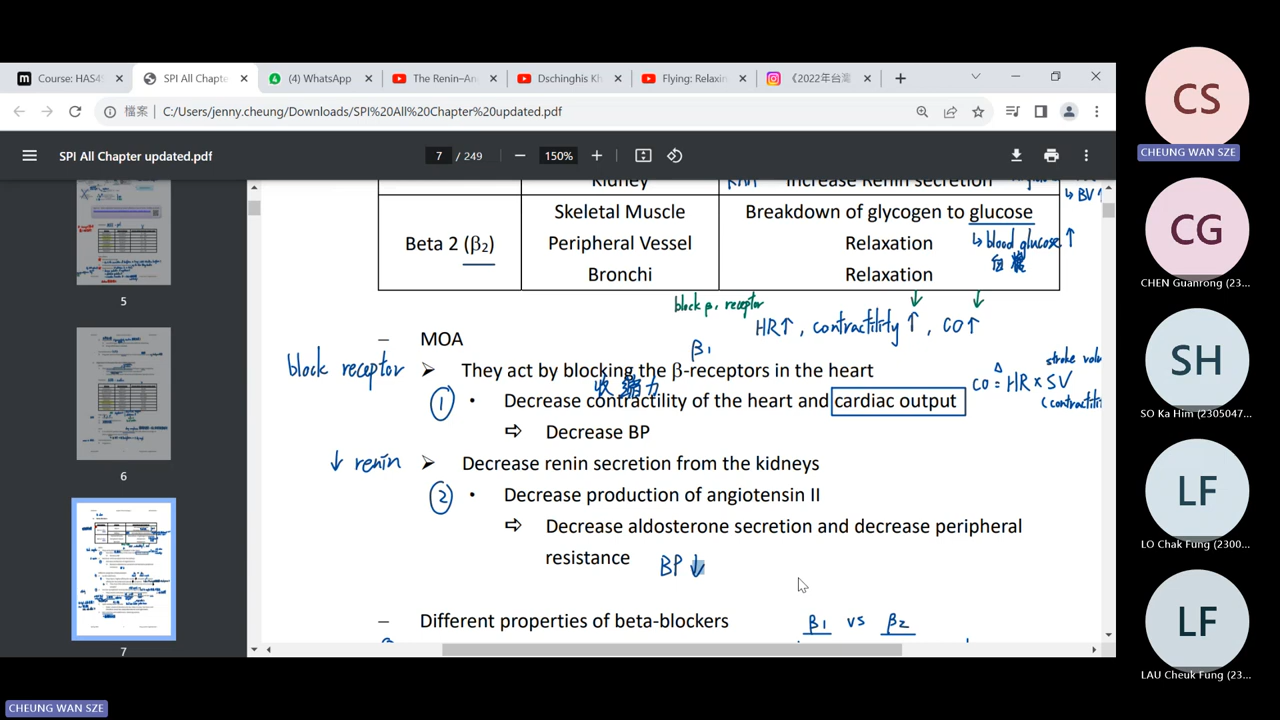 Course: HAS4S
SPI All Chapte
(4) WhatsApp
The Renin–An
Dschinghis Kh
Flying: Relaxin
《2022年台灣
CS
CHEUNG WAN SZE
檔案
C:/Users/jenny.cheung/Downloads/SPI%20All%20Chapter%20updated.pdf
SPI All Chapter updated.pdf
7 / 249
150%
5
6
7
Kidney
RAA
Increase Renin secretion
↳ BV↑
Beta 2 (β₂)
Skeletal Muscle
Breakdown of glycogen to glucose
Peripheral Vessel
Relaxation
↳ blood glucose ↑
Bronchi
Relaxation
block β₁ receptor
HR↑, contractility ↑, CO↑
MOA
β₁
block receptor
They act by blocking the β-receptors in the heart
收縮力
① • Decrease contractility of the heart and cardiac output
⇨ Decrease BP
CO = HR × SV
stroke volu
(contractilit
↓ renin
Decrease renin secretion from the kidneys
② • Decrease production of angiotensin II
⇨ Decrease aldosterone secretion and decrease peripheral
resistance
BP ↓
– Different properties of beta-blockers
β₁ vs β₂
CG
CHEN Guanrong (23...
SH
SO Ka Him (2305047...
LF
LO Chak Fung (2300...
LF
LAU Cheuk Fung (23...
CHEUNG WAN SZE